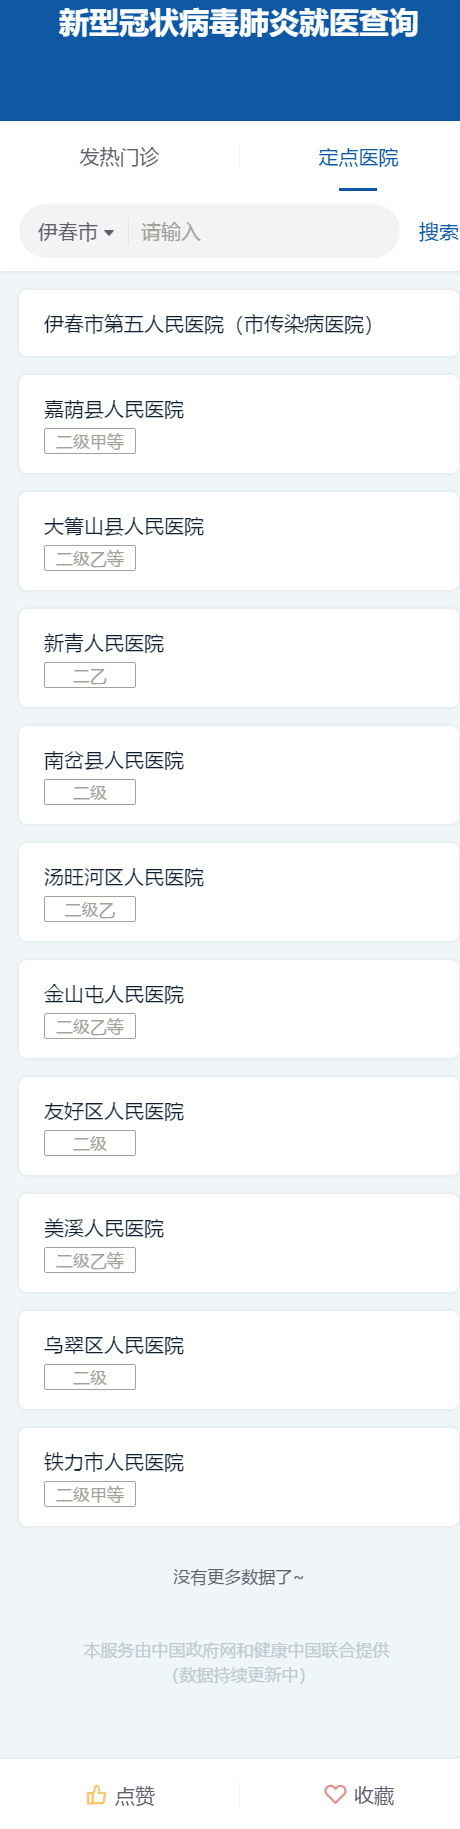 新型冠状病毒肺炎就医查询
发热门诊 定点医院
伊春市 请输入 搜索
伊春市第五人民医院（市传染病医院）
嘉荫县人民医院
二级甲等
大箐山县人民医院
二级乙等
新青人民医院
二乙
南岔县人民医院
二级
汤旺河区人民医院
二级乙
金山屯人民医院
二级乙等
友好区人民医院
二级
美溪人民医院
二级乙等
乌翠区人民医院
二级
铁力市人民医院
二级甲等
没有更多数据了~
本服务由中国政府网和健康中国联合提供
（数据持续更新中）
点赞 收藏